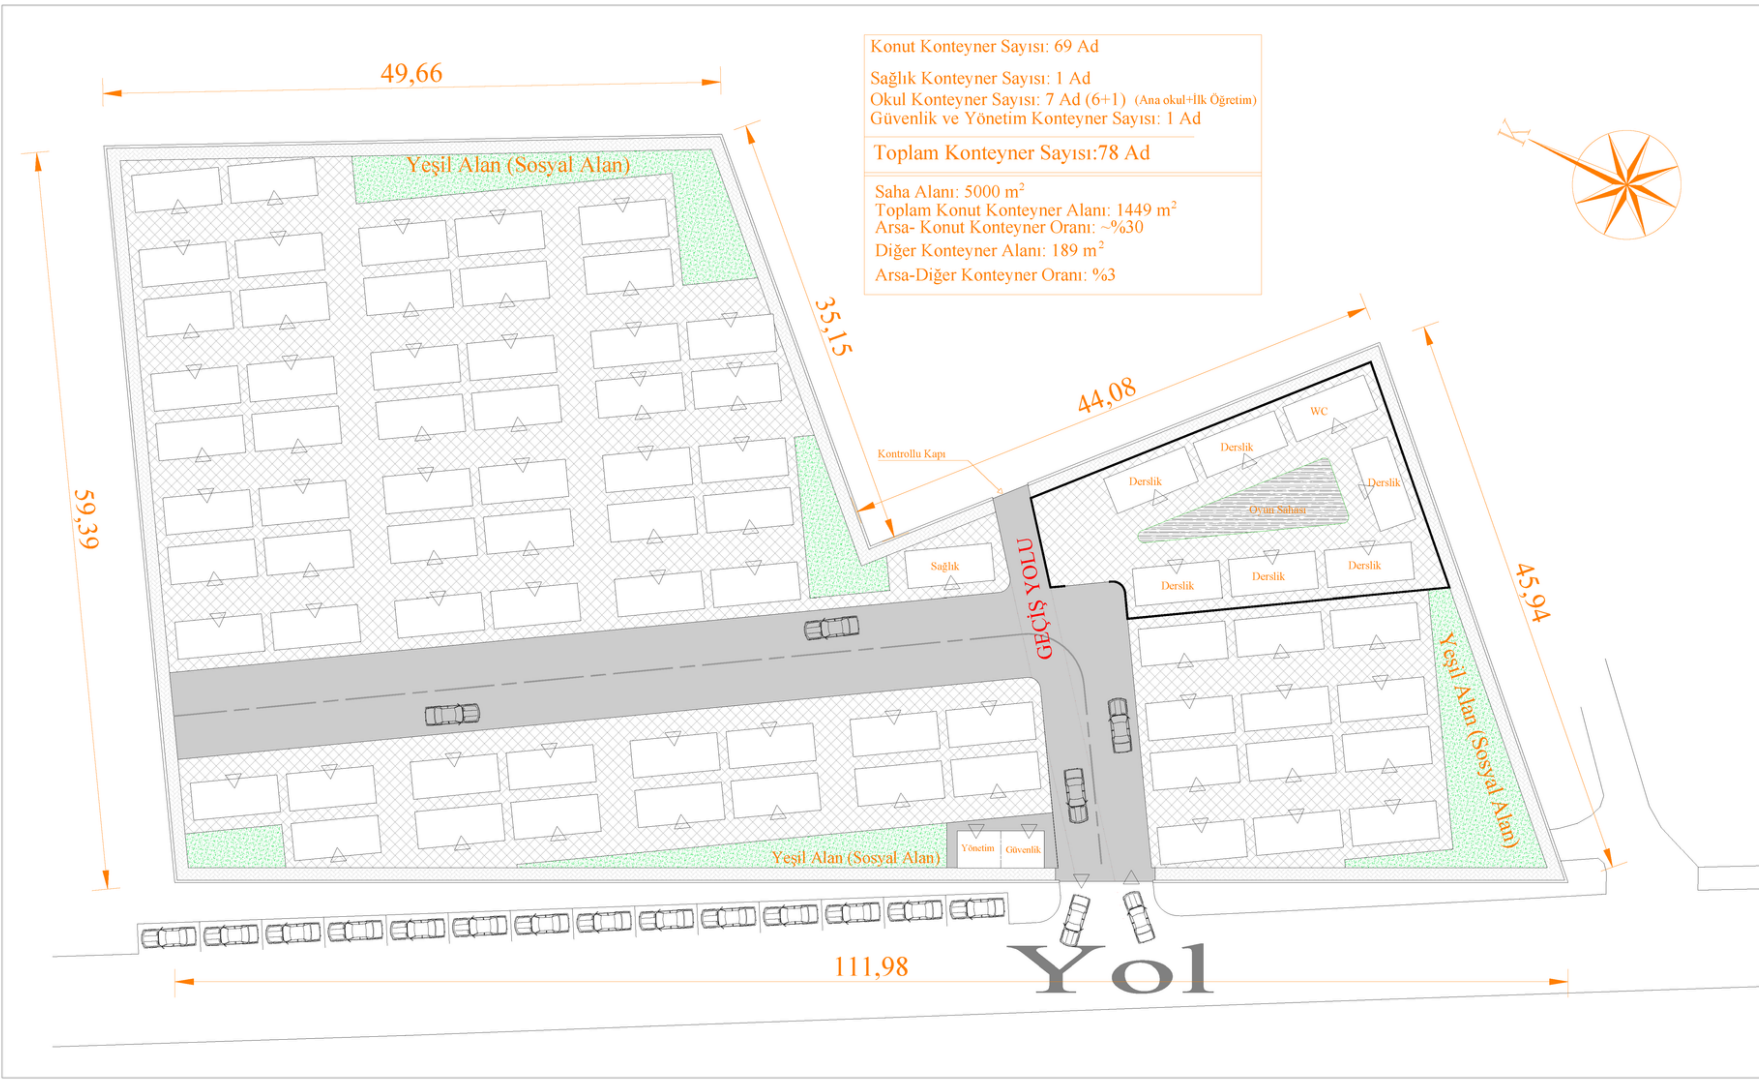 Konut Konteyner Sayısı: 69 Ad
Sağlık Konteyner Sayısı: 1 Ad
Okul Konteyner Sayısı: 7 Ad (6+1) (Ana okul+İlk Öğretim)
Güvenlik ve Yönetim Konteyner Sayısı: 1 Ad
Toplam Konteyner Sayısı:78 Ad
Saha Alanı: 5000 m²
Toplam Konut Konteyner Alanı: 1449 m²
Arsa- Konut Konteyner Oranı: ~%30
Diğer Konteyner Alanı: 189 m²
Arsa-Diğer Konteyner Oranı: %3
49,66
K
Yeşil Alan (Sosyal Alan)
35,15
44,08
WC
Derslik
Derslik
Derslik
Kontrollu Kapı
Oyun Sahası
59,39
Sağlık
Derslik
Derslik
Derslik
GEÇİŞ YOLU
45,94
Yeşil Alan (Sosyal Alan)
Yönetim
Güvenlik
Yeşil Alan (Sosyal Alan)
111,98
Yol